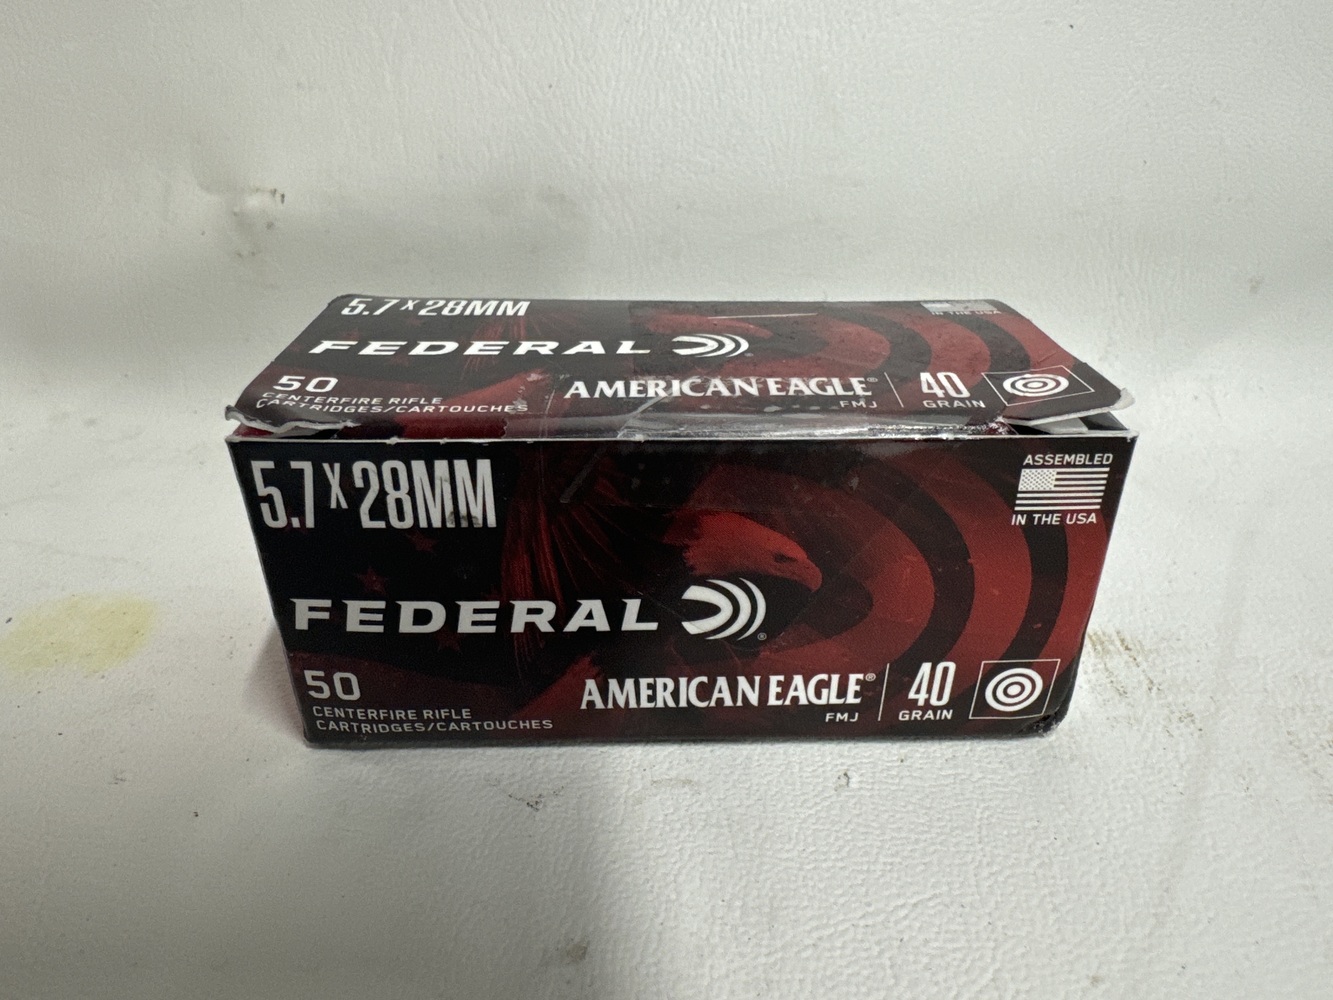 5.7x28MM
IN THE USA
FEDERAL
50
CENTERFIRE RIFLE
CARTRIDGES/CARTOUCHES
AMERICAN EAGLE®
FMJ
40
GRAIN
5.7x28MM
ASSEMBLED
IN THE USA
FEDERAL®
50
CENTERFIRE RIFLE
CARTRIDGES/CARTOUCHES
AMERICAN EAGLE®
FMJ
40
GRAIN